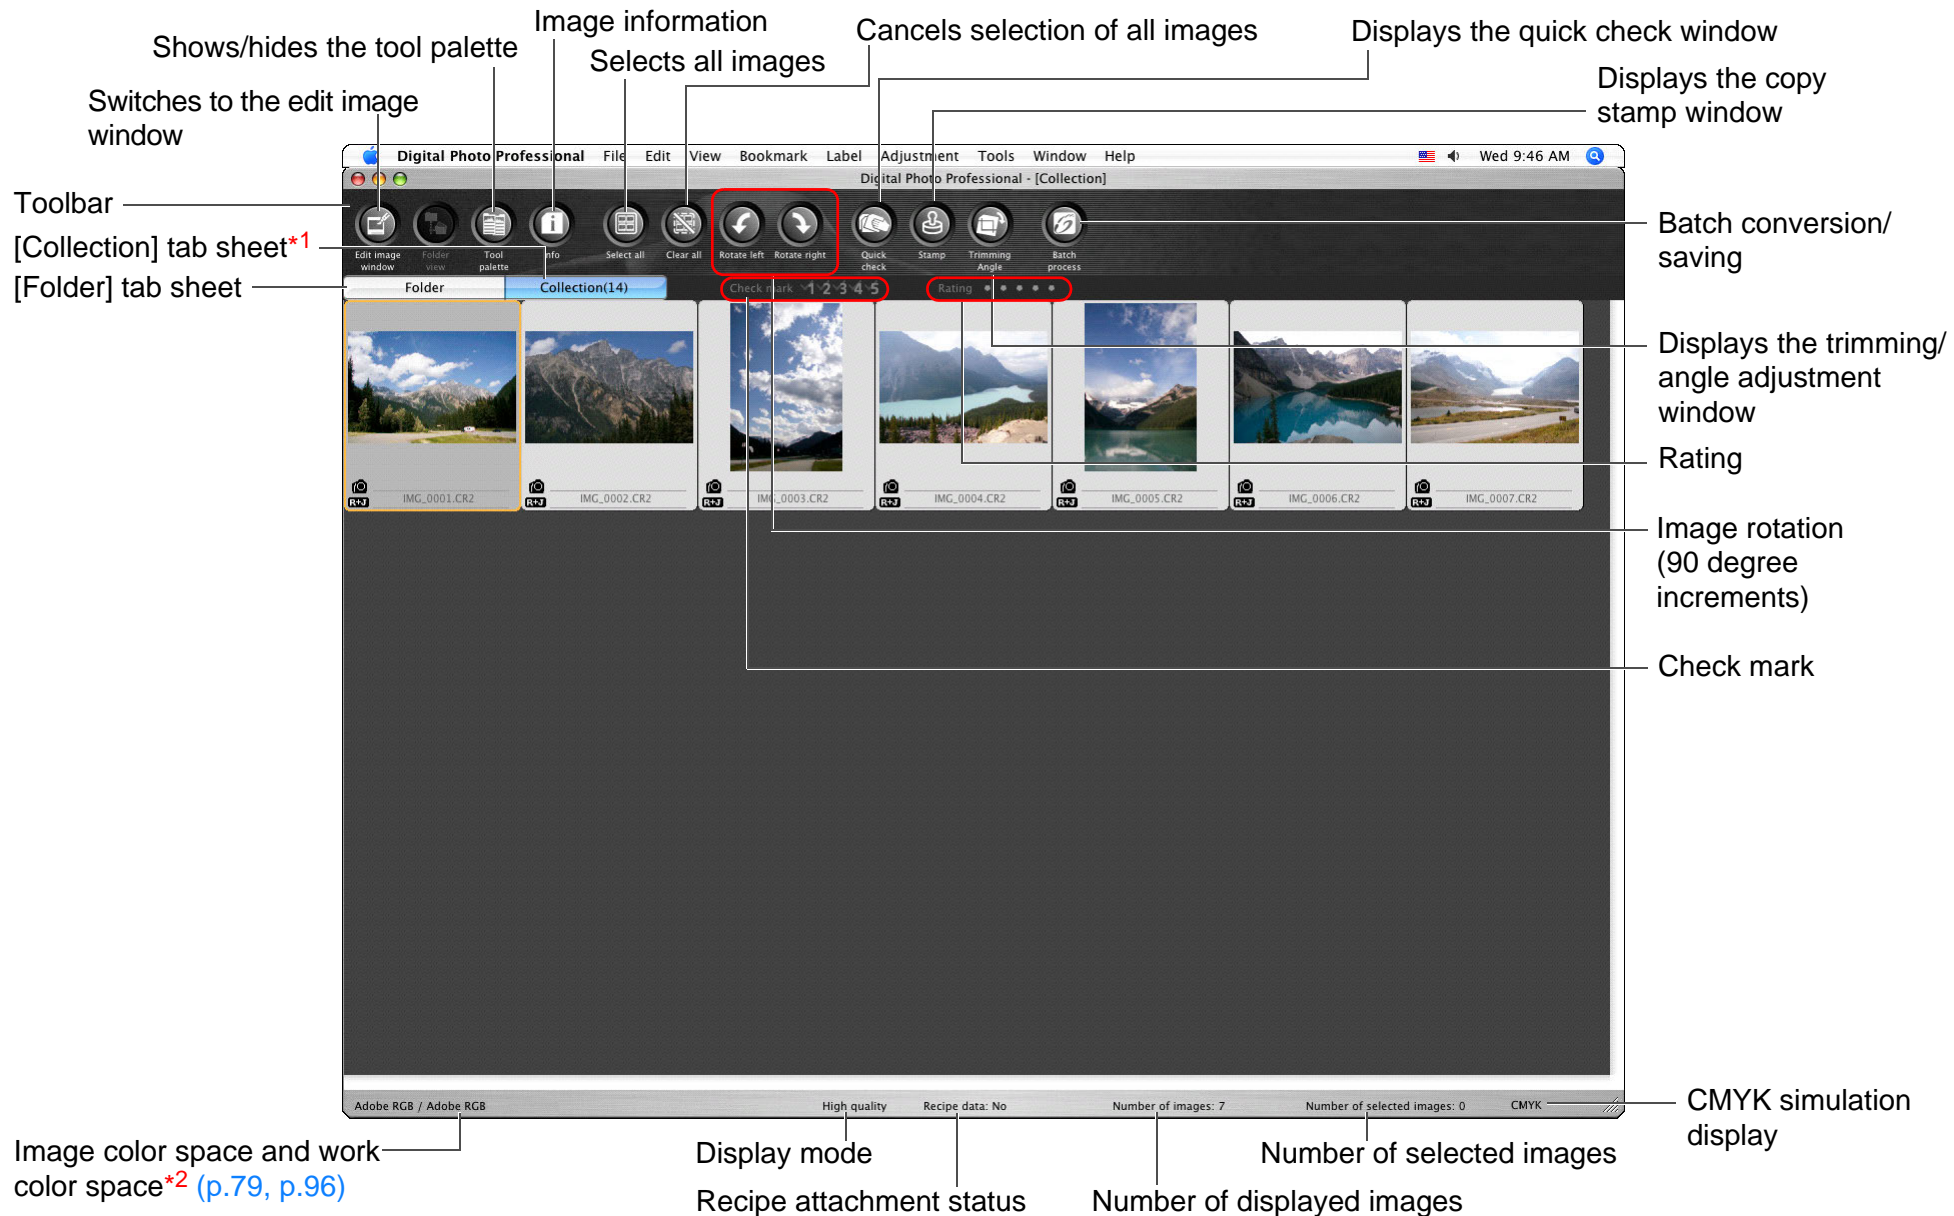 Image information
Cancels selection of all images
Displays the quick check window
Shows/hides the tool palette
Selects all images
Displays the copy
stamp window
Switches to the edit image
window
Digital Photo Professional File Edit View Bookmark Label Adjustment Tools Window Help Wed 9:46 AM
Digital Photo Professional - [Collection]
Toolbar
[Collection] tab sheet*1
[Folder] tab sheet
Edit image
window
Folder
view
Tool
palette
Info
Select all
Clear all
Rotate left
Rotate right
Quick
check
Stamp
Trimming
Angle
Batch
process
Batch conversion/
saving
Folder
Collection(14)
Check mark 1 2 3 4 5
Rating
Displays the trimming/
angle adjustment
window
Rating
R+J IMG_0001.CR2
R+J IMG_0002.CR2
R+J IMG_0003.CR2
R+J IMG_0004.CR2
R+J IMG_0005.CR2
R+J IMG_0006.CR2
R+J IMG_0007.CR2
Image rotation
(90 degree
increments)
Check mark
Adobe RGB / Adobe RGB
High quality
Recipe data: No
Number of images: 7
Number of selected images: 0
CMYK
CMYK simulation
display
Image color space and work
color space*2 (p.79, p.96)
Display mode
Number of selected images
Recipe attachment status
Number of displayed images